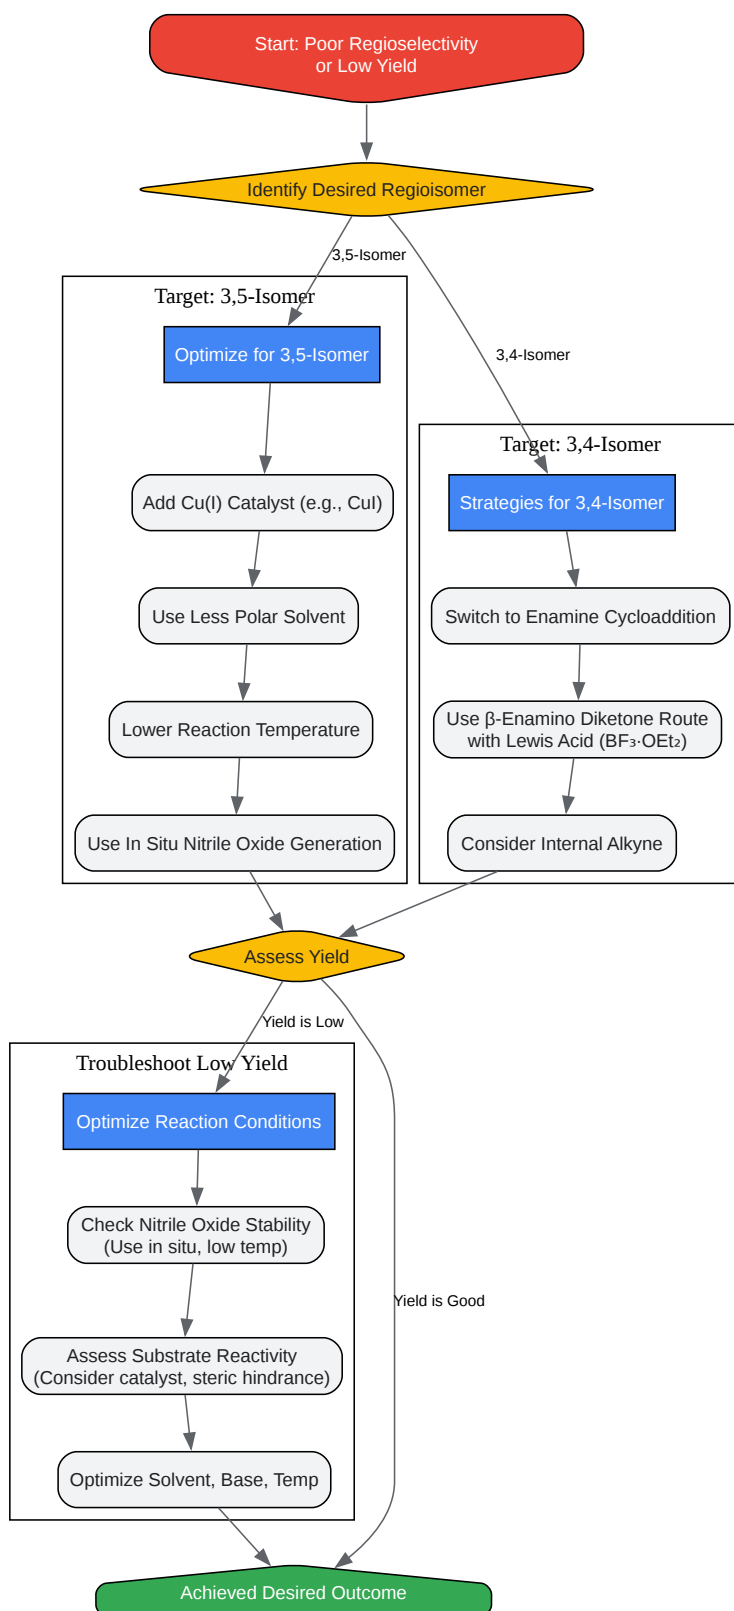 Start: Poor Regioselectivity
or Low Yield
Identify Desired Regioisomer
3,5-Isomer
Target: 3,5-Isomer
Optimize for 3,5-Isomer
Add Cu(I) Catalyst (e.g., CuI)
Use Less Polar Solvent
Lower Reaction Temperature
Use In Situ Nitrile Oxide Generation
3,4-Isomer
Target: 3,4-Isomer
Strategies for 3,4-Isomer
Switch to Enamine Cycloaddition
Use β-Enamino Diketone Route
with Lewis Acid (BF₃·OEt₂)
Consider Internal Alkyne
Assess Yield
Yield is Low
Troubleshoot Low Yield
Optimize Reaction Conditions
Check Nitrile Oxide Stability
(Use in situ, low temp)
Assess Substrate Reactivity
(Consider catalyst, steric hindrance)
Optimize Solvent, Base, Temp
Yield is Good
Achieved Desired Outcome